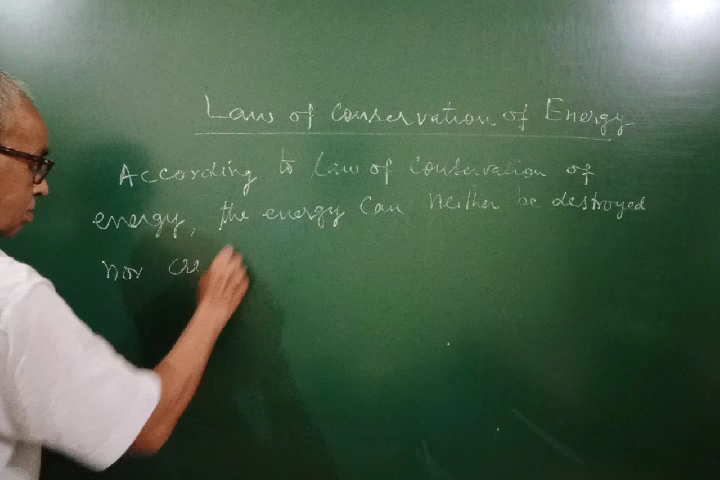 Laws of Conservation of Energy
According to law of conservation of
energy, the energy can neither be destroyed
nor cre